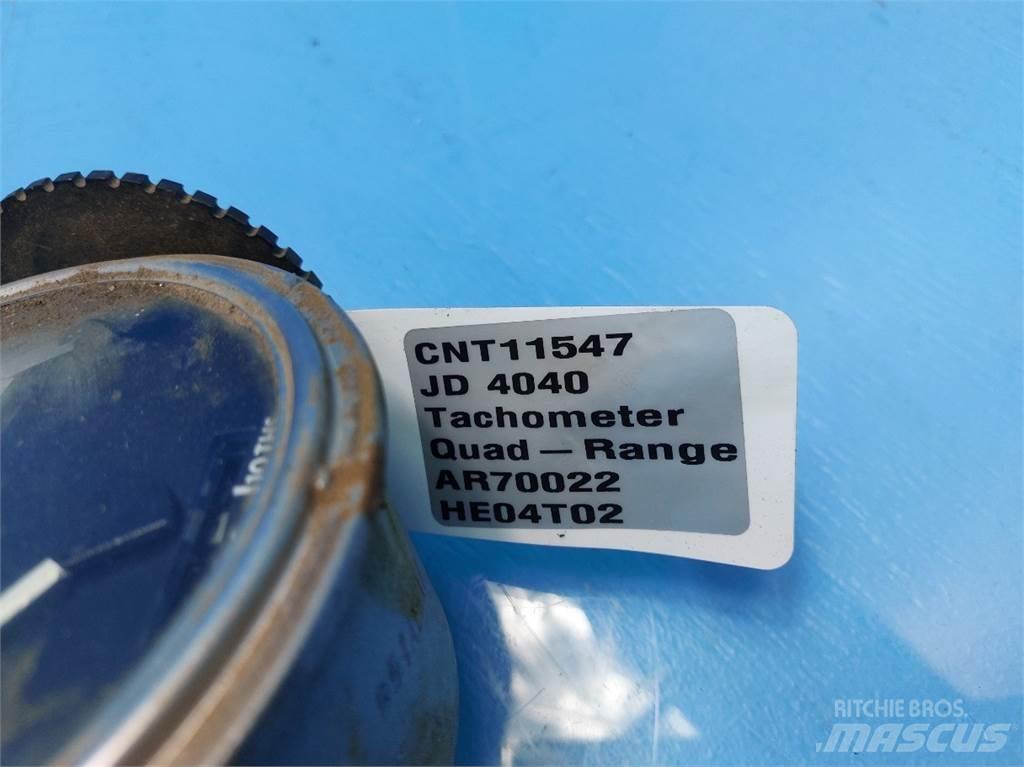 CNT11547
JD 4040
Tachometer
Quad – Range
AR70022
HE04T02
RITCHIE BROS.
MASCUS